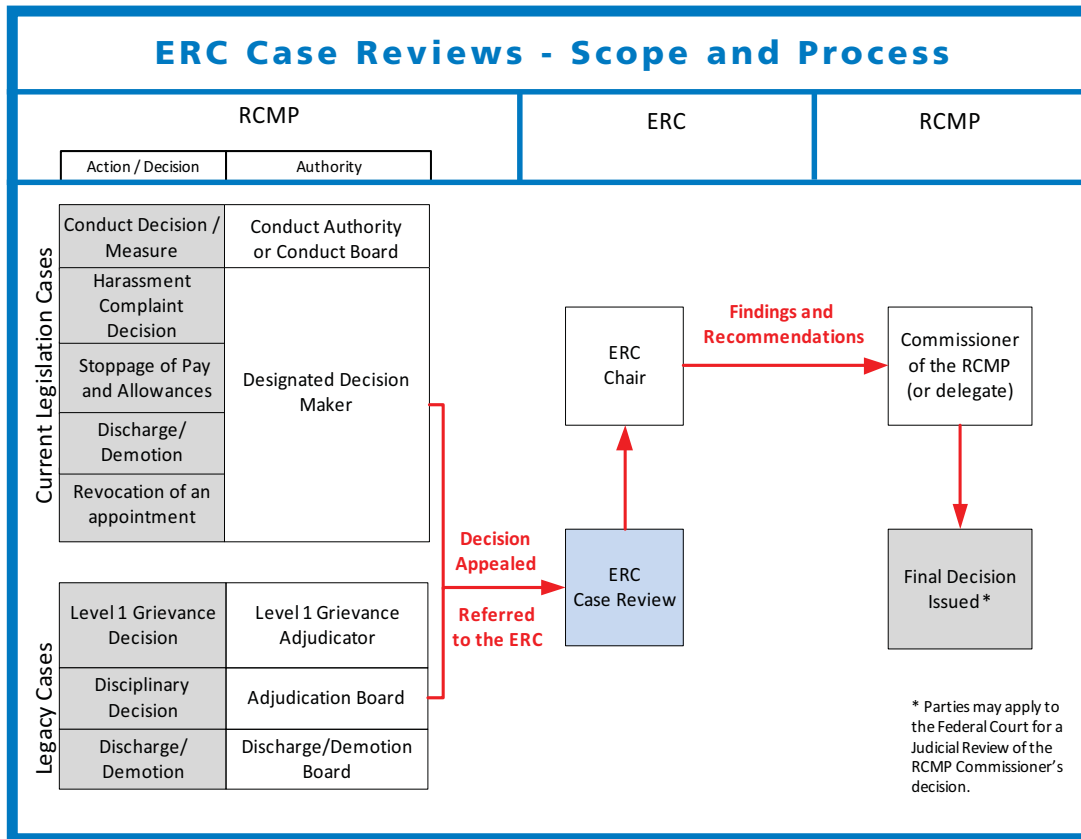 ERC Case Reviews - Scope and Process
RCMP
ERC
RCMP
Action / Decision
Authority
Current Legislation Cases
Conduct Decision /
Measure
Conduct Authority
or Conduct Board
Harassment
Complaint
Decision
Stoppage of Pay
and Allowances
Discharge/
Demotion
Revocation of an
appointment
Designated Decision
Maker
Legacy Cases
Level 1 Grievance
Decision
Level 1 Grievance
Adjudicator
Disciplinary
Decision
Adjudication Board
Discharge/
Demotion
Discharge/Demotion
Board
Decision
Appealed
Referred
to the ERC
ERC
Case Review
ERC
Chair
Findings and
Recommendations
Commissioner
of the RCMP
(or delegate)
Final Decision
Issued*
* Parties may apply to
the Federal Court for a
Judicial Review of the
RCMP Commissioner’s
decision.